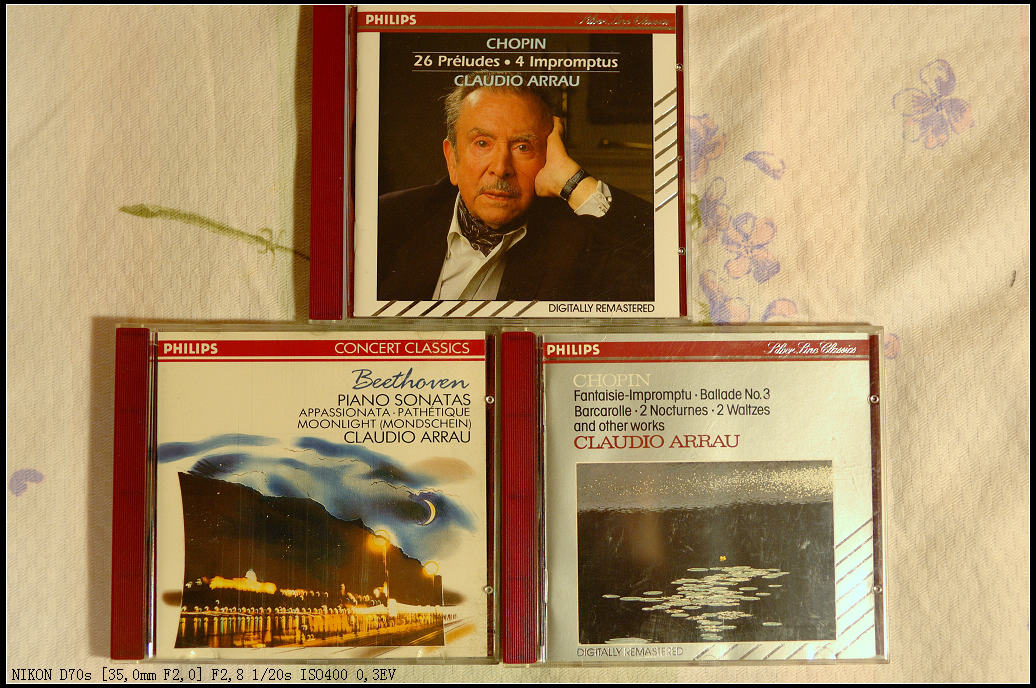 PHILIPS
Silver Line Classics
CHOPIN
26 Préludes • 4 Impromptus
CLAUDIO ARRAU
DIGITALLY REMASTERED
PHILIPS
CONCERT CLASSICS
Beethoven
PIANO SONATAS
APPASSIONATA · PATHÉTIQUE
MOONLIGHT (MONDSCHEIN)
CLAUDIO ARRAU
PHILIPS
Silver Line Classics
CHOPIN
Fantaisie-Impromptu · Ballade No. 3
Barcarolle · 2 Nocturnes · 2 Waltzes
and other works
CLAUDIO ARRAU
DIGITALLY REMASTERED
NIKON D70s [35,0mm F2,0] F2,8 1/20s ISO400 0,3EV